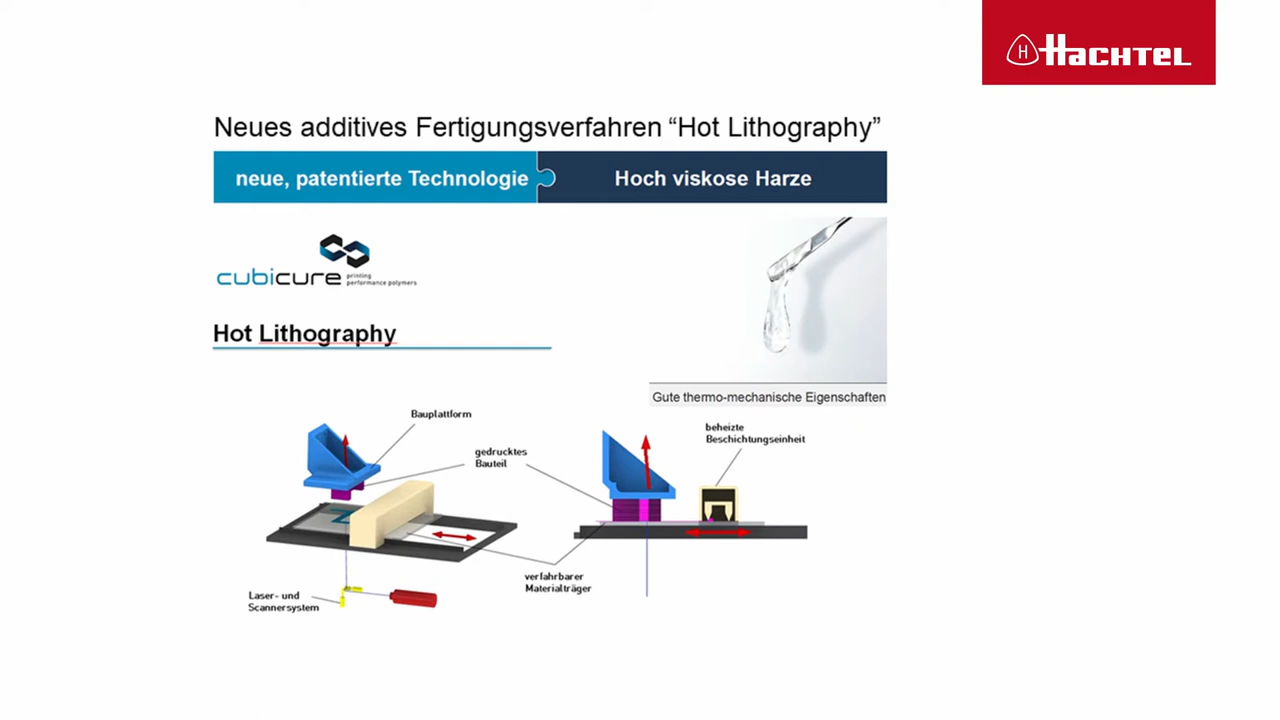 HACHTEL
Neues additives Fertigungsverfahren “Hot Lithography”
neue, patentierte Technologie
Hoch viskose Harze
cubicure printing
performance polymers
Hot Lithography
Gute thermo-mechanische Eigenschaften
Bauplattform
gedrucktes
Bauteil
beheizte
Beschichtungseinheit
verfahrbarer
Materialträger
Laser- und
Scannersystem